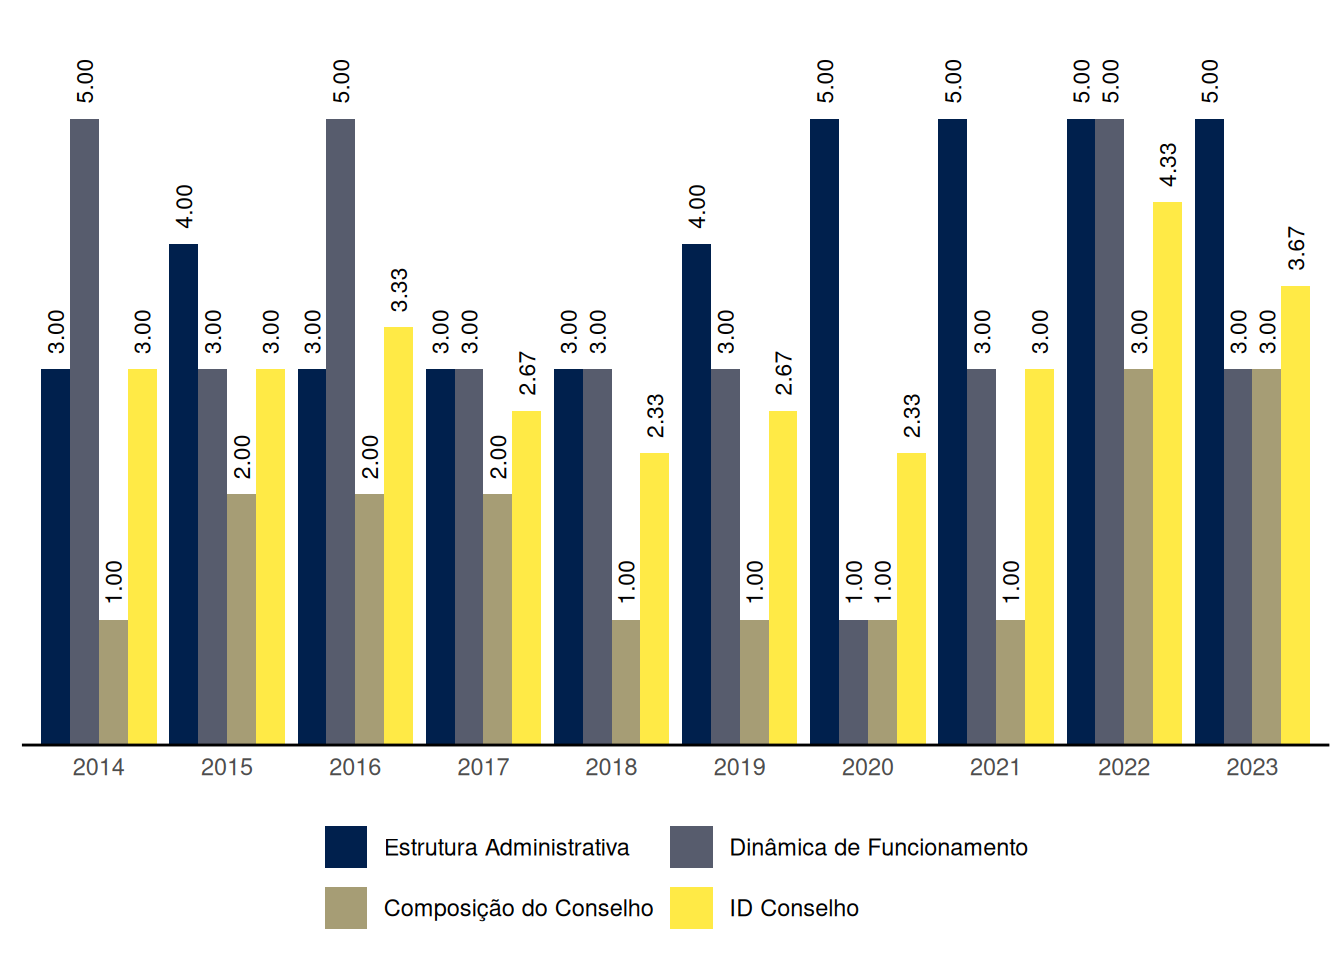 3.00 5.00 1.00 3.00
4.00 3.00 2.00 3.00
3.00 5.00 2.00 3.33
3.00 3.00 2.00 2.67
3.00 3.00 1.00 2.33
4.00 3.00 1.00 2.67
5.00 1.00 1.00 2.33
5.00 3.00 1.00 3.00
5.00 5.00 3.00 4.33
5.00 3.00 3.00 3.67
2014 2015 2016 2017 2018 2019 2020 2021 2022 2023
Estrutura Administrativa Dinâmica de Funcionamento
Composição do Conselho ID Conselho